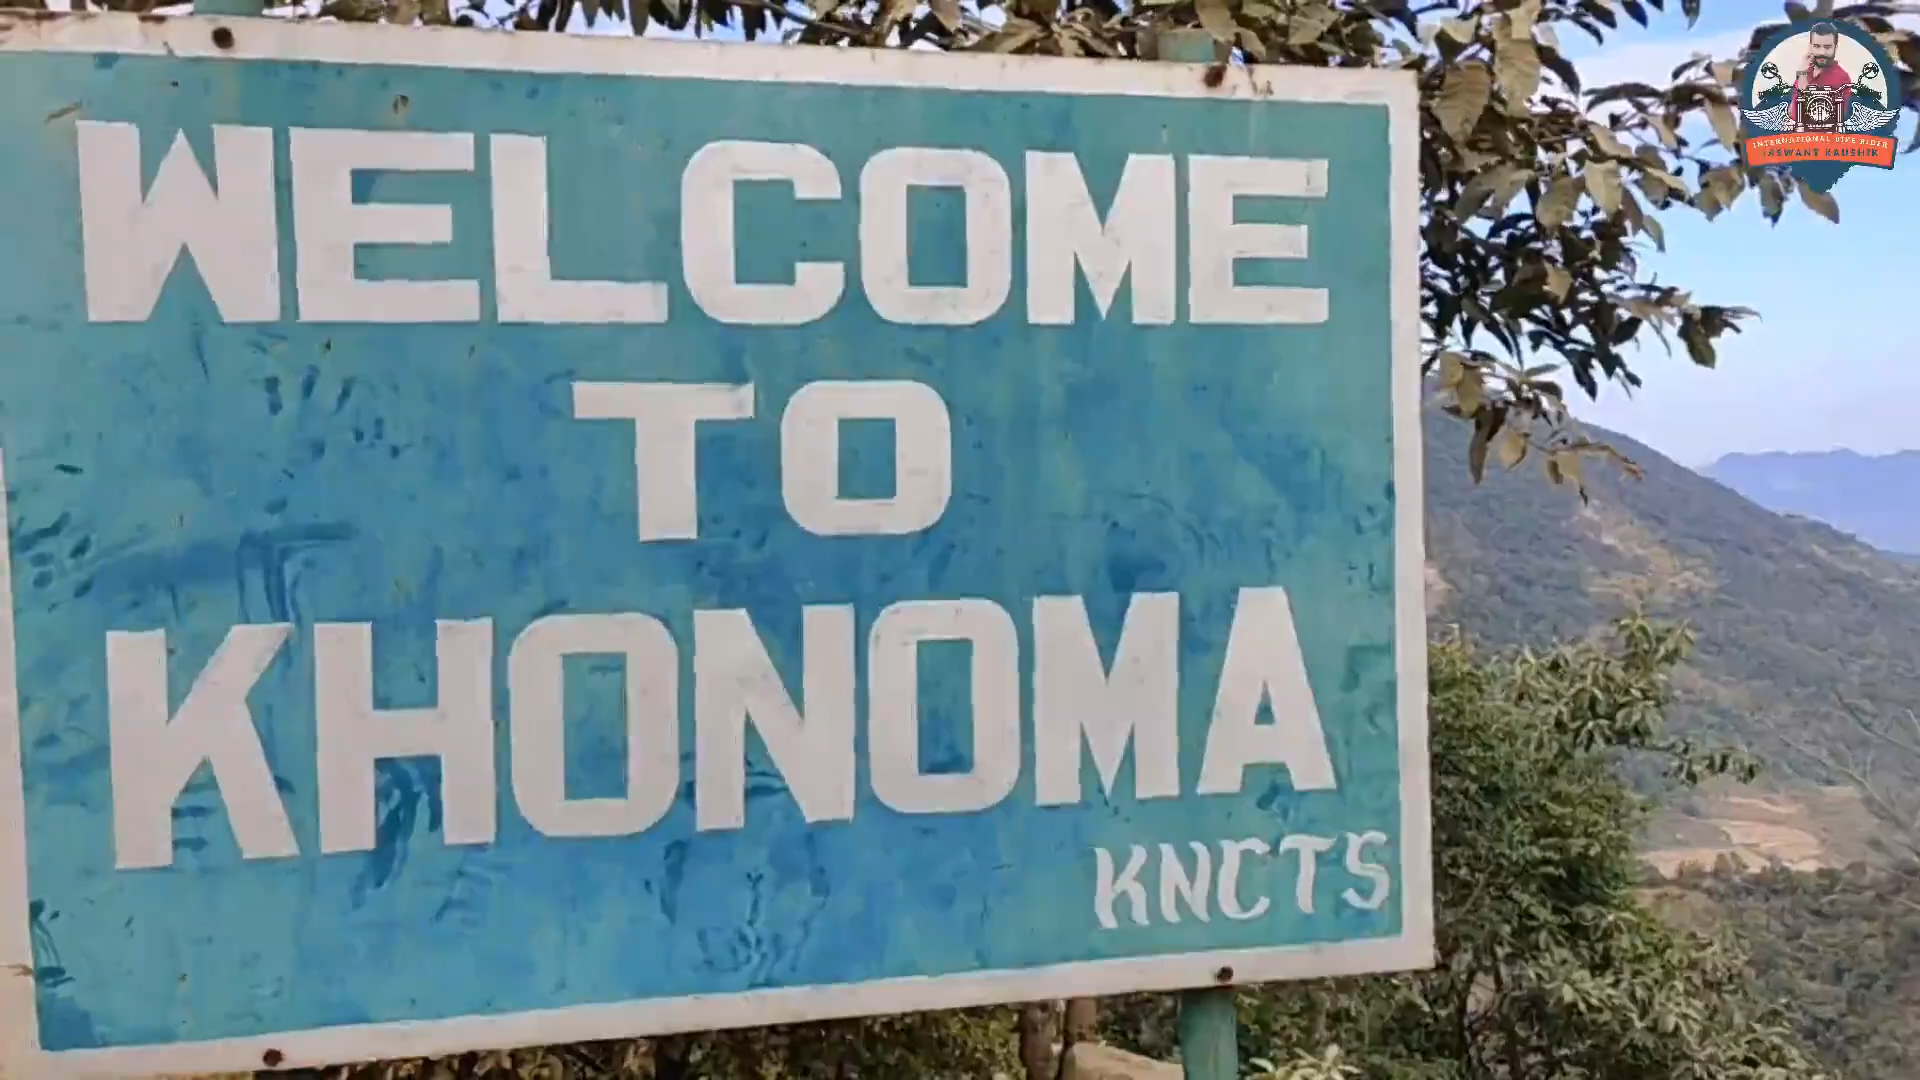 WELCOME
TO
KHONOMA
KNCTS
INTERNATIONAL BIKE RIDER
JASWANT KAUSHIK